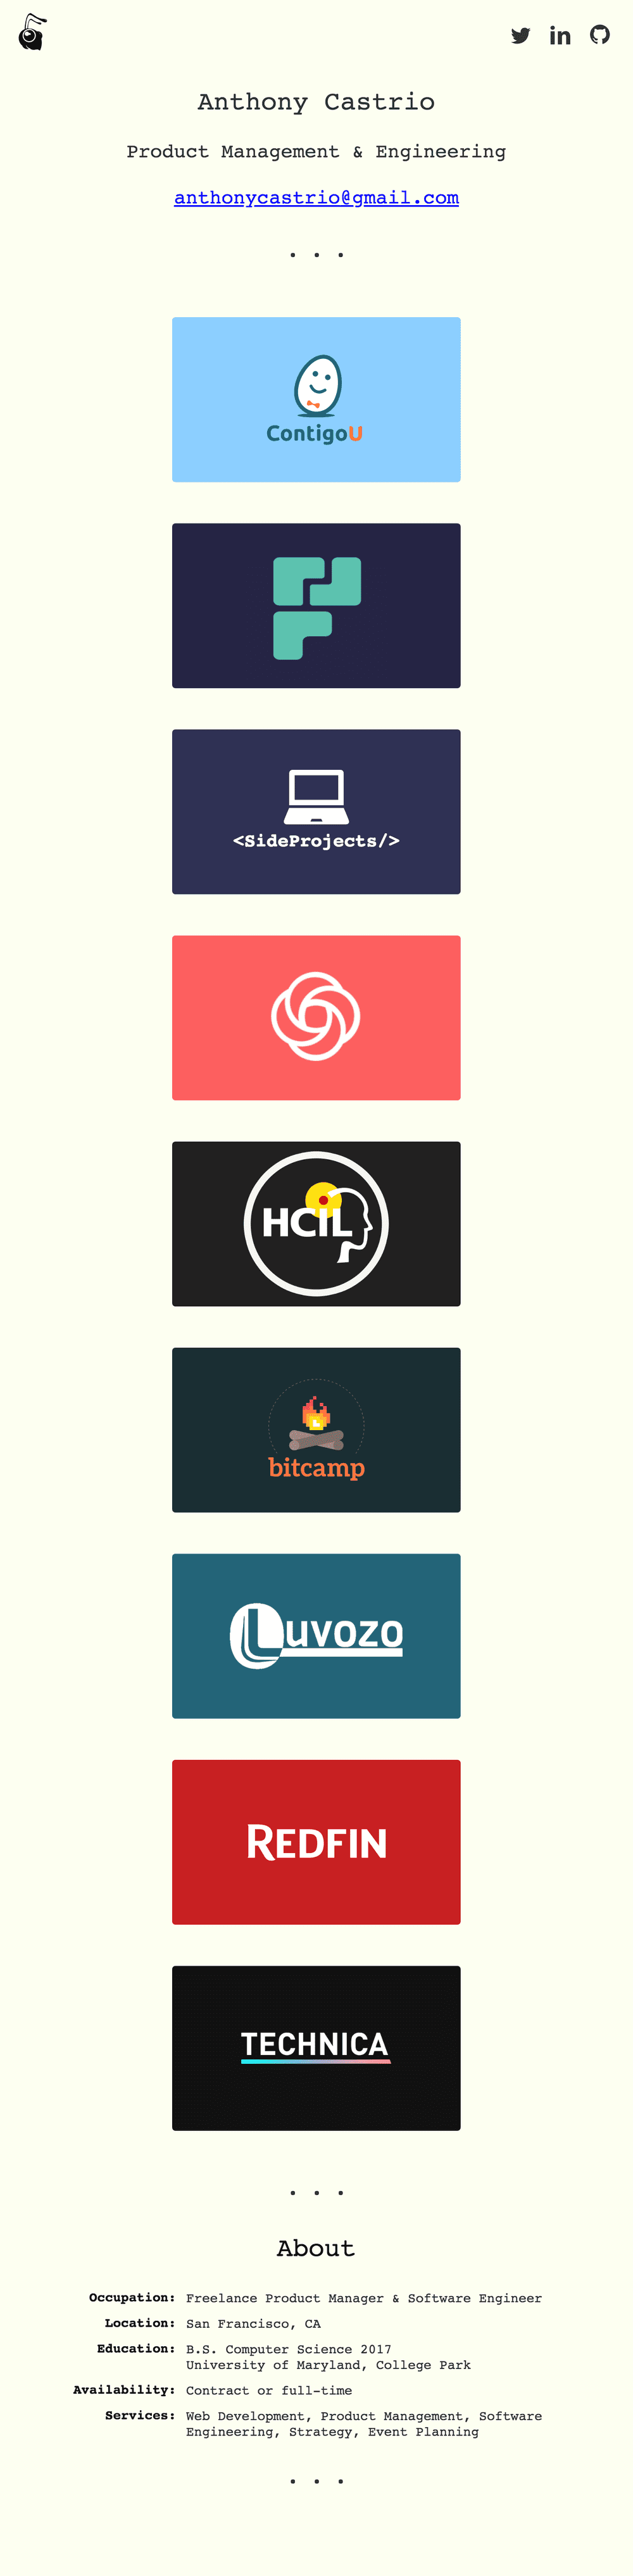 Anthony Castrio
Product Management & Engineering
anthonycastrio@gmail.com
ContigoU
<SideProjects/>
HCIL
bitcamp
Luvozo
REDFIN
TECHNICA
About
Occupation: Freelance Product Manager & Software Engineer
Location: San Francisco, CA
Education: B.S. Computer Science 2017
University of Maryland, College Park
Availability: Contract or full-time
Services: Web Development, Product Management, Software
Engineering, Strategy, Event Planning